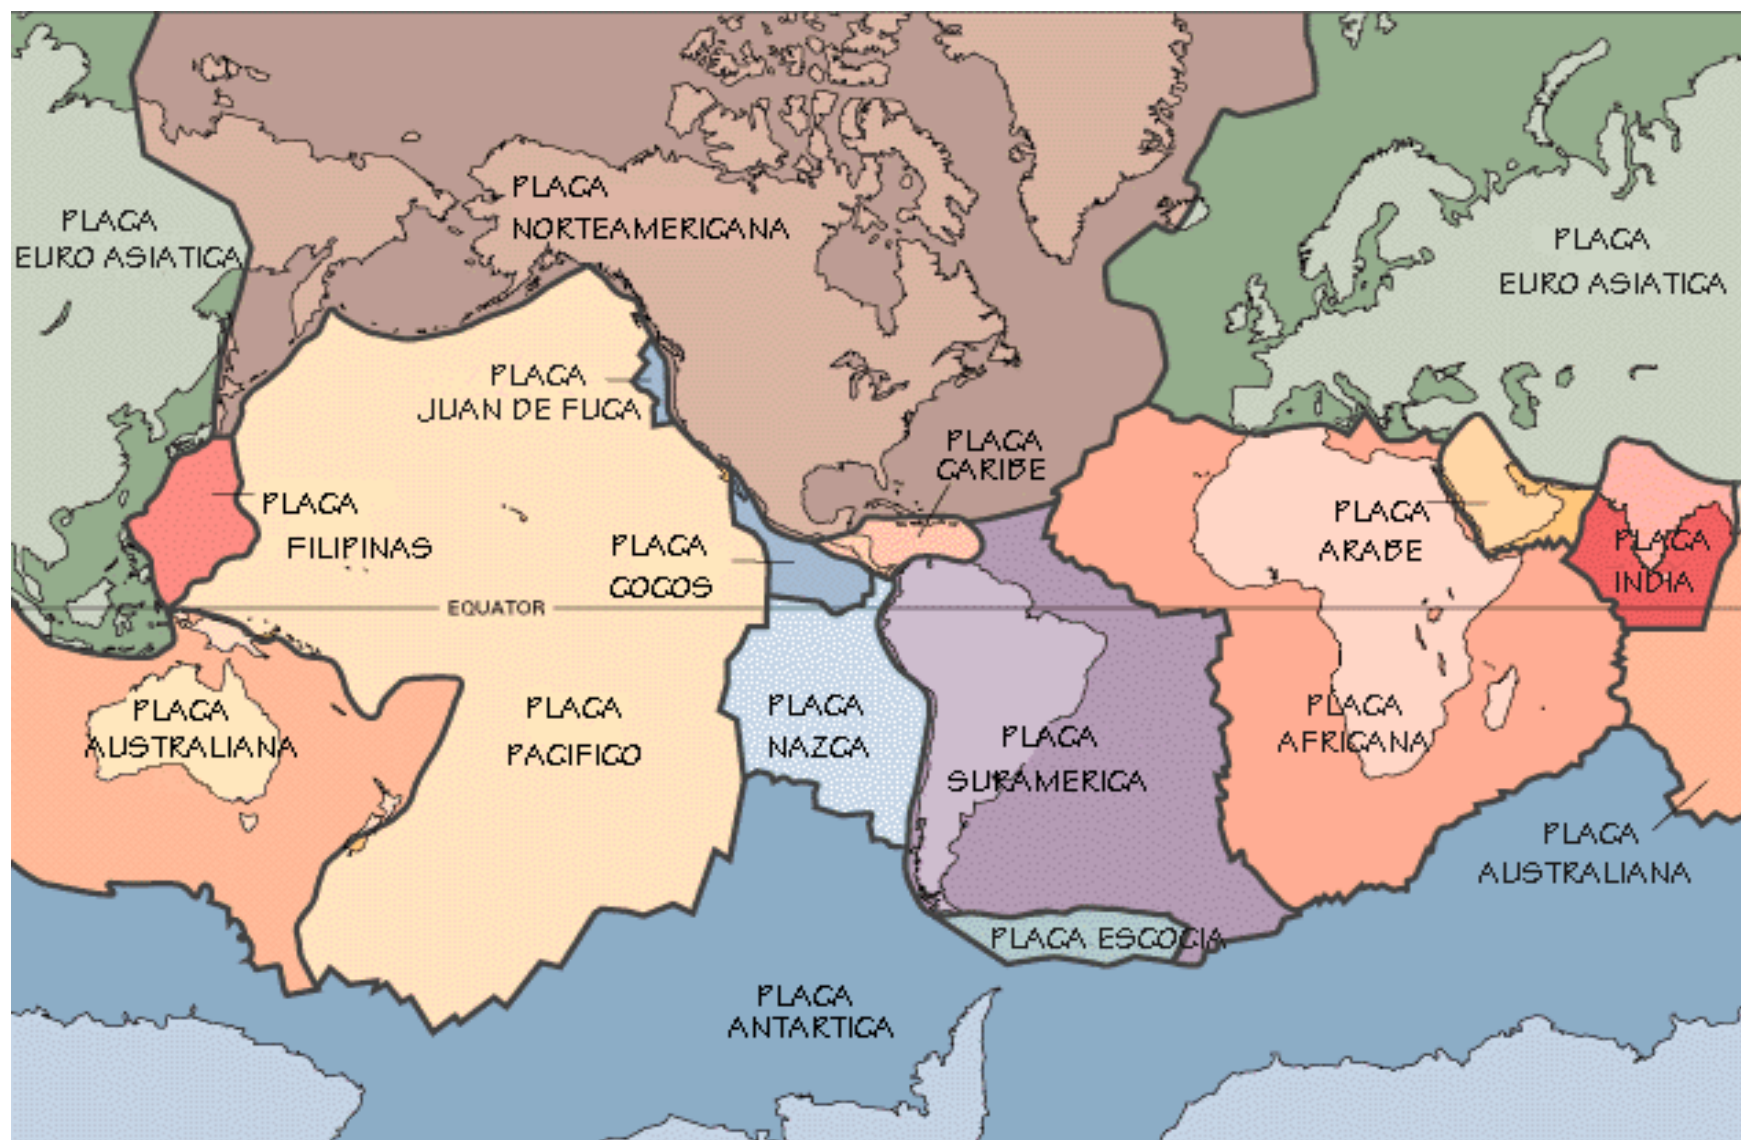 PLACA
NORTEAMERICANA
PLACA
EURO ASIATICA
PLACA
EURO ASIATICA
PLACA
JUAN DE FUCA
PLACA
CARIBE
PLACA
FILIPINAS
PLACA
COCOS
PLACA
ARABE
PLACA
INDIA
EQUATOR
PLACA
AUSTRALIANA
PLACA
PACIFICO
PLACA
NAZCA
PLACA
SURAMERICA
PLACA
AFRICANA
PLACA
AUSTRALIANA
PLACA ESCOCIA
PLACA
ANTARTICA